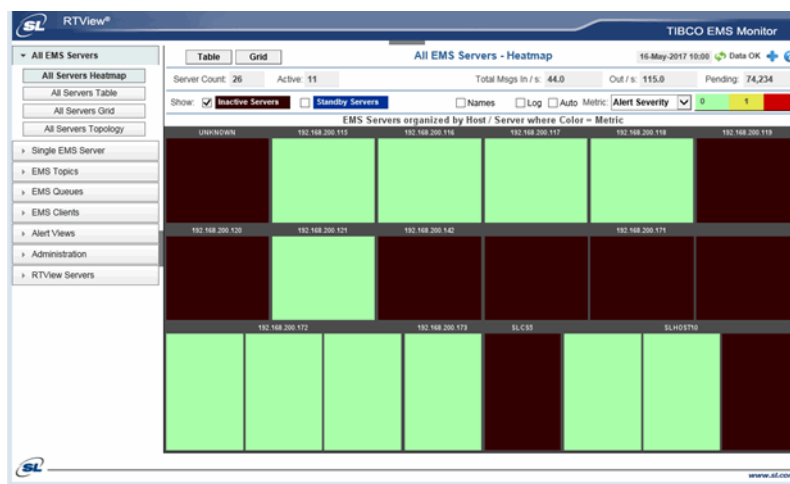 SL RTView®
TIBCO EMS Monitor
All EMS Servers
All Servers Heatmap
All Servers Table
All Servers Grid
All Servers Topology
Single EMS Server
EMS Topics
EMS Queues
EMS Clients
Alert Views
Administration
RTView Servers
Table Grid All EMS Servers - Heatmap 16-May-2017 10:00 Data OK
Server Count: 26 Active: 11 Total Msgs In / s: 44.0 Out / s: 115.0 Pending: 74,234
Show: Inactive Servers Standby Servers Names Log Auto Metric: Alert Severity 0 1
EMS Servers organized by Host / Server where Color = Metric
UNKNOWN 192.168.200.115 192.168.200.116 192.168.200.117 192.168.200.118 192.168.200.119
192.168.200.120 192.168.200.121 192.168.200.142 192.168.200.171
192.168.200.172 192.168.200.173 SLCS5 SLHOST10
SL
www.sl.com